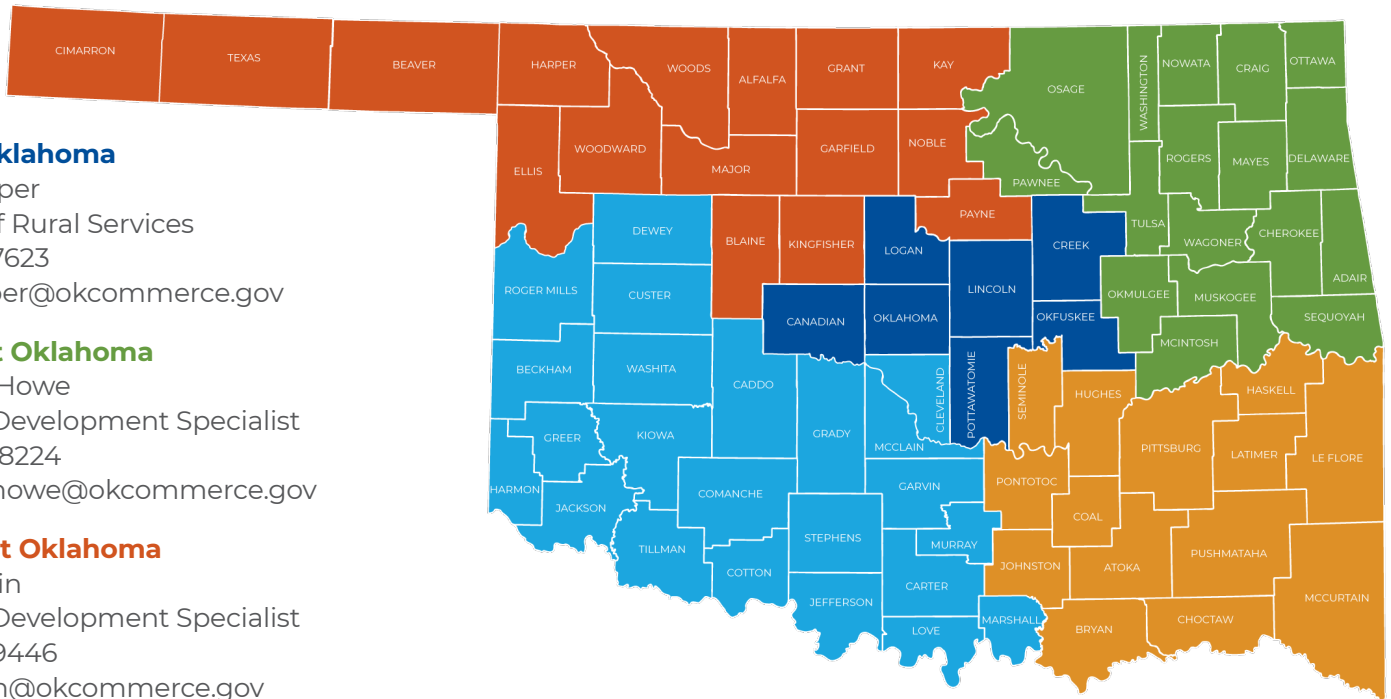 CIMARRON
TEXAS
BEAVER
HARPER
WOODS
ALFALFA
GRANT
KAY
OSAGE
WASHINGTON
NOWATA
CRAIG
OTTAWA
ELLIS
WOODWARD
MAJOR
GARFIELD
NOBLE
PAWNEE
ROGERS
MAYES
DELAWARE
DEWEY
BLAINE
KINGFISHER
LOGAN
PAYNE
CREEK
TULSA
WAGONER
CHEROKEE
ADAIR
ROGER MILLS
CUSTER
CANADIAN
OKLAHOMA
LINCOLN
OKFUSKEE
OKMULGEE
MUSKOGEE
SEQUOYAH
MCINTOSH
BECKHAM
WASHITA
CADDO
GRADY
MCCLAIN
CLEVELAND
POTTAWATOMIE
SEMINOLE
HUGHES
HASKELL
PITTSBURG
LATIMER
LE FLORE
GREER
KIOWA
HARMON
JACKSON
COMANCHE
GARVIN
PONTOTOC
COAL
TILLMAN
COTTON
STEPHENS
MURRAY
JOHNSTON
ATOKA
PUSHMATAHA
MCCURTAIN
JEFFERSON
CARTER
LOVE
MARSHALL
BRYAN
CHOCTAW
klahoma
per
f Rural Services
7623
per@okcommerce.gov
t Oklahoma
Howe
Development Specialist
8224
howe@okcommerce.gov
t Oklahoma
in
Development Specialist
9446
n@okcommerce.gov